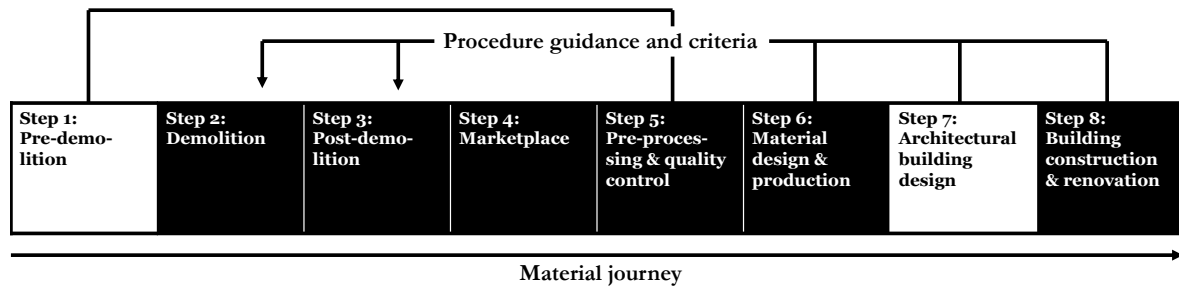 Procedure guidance and criteria
Step 1:
Pre-demo-
lition
Step 2:
Demolition
Step 3:
Post-demo-
lition
Step 4:
Marketplace
Step 5:
Pre-proces-
sing & quality
control
Step 6:
Material
design &
production
Step 7:
Architectural
building
design
Step 8:
Building
construction
& renovation
Material journey